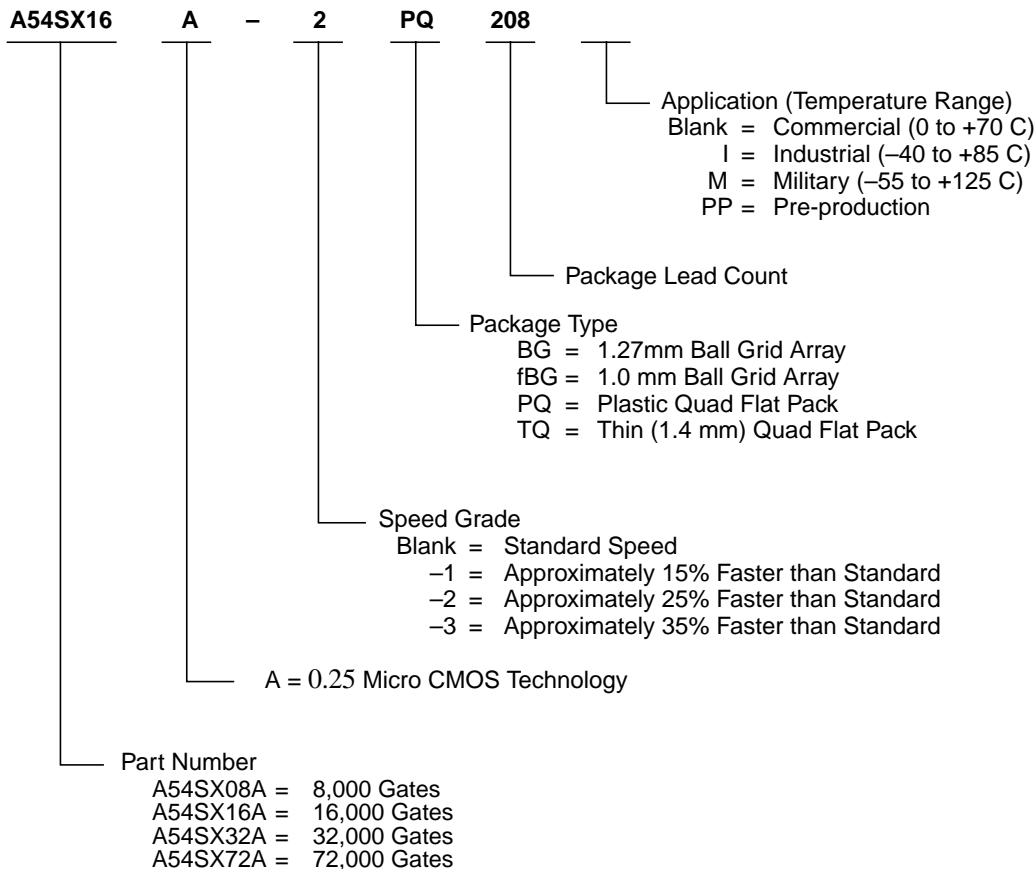 A54SX16 A – 2 PQ 208
Application (Temperature Range)
Blank = Commercial (0 to +70 C)
I = Industrial (–40 to +85 C)
M = Military (–55 to +125 C)
PP = Pre-production
Package Lead Count
Package Type
BG = 1.27mm Ball Grid Array
fBG = 1.0 mm Ball Grid Array
PQ = Plastic Quad Flat Pack
TQ = Thin (1.4 mm) Quad Flat Pack
Speed Grade
Blank = Standard Speed
–1 = Approximately 15% Faster than Standard
–2 = Approximately 25% Faster than Standard
–3 = Approximately 35% Faster than Standard
A = 0.25 Micro CMOS Technology
Part Number
A54SX08A = 8,000 Gates
A54SX16A = 16,000 Gates
A54SX32A = 32,000 Gates
A54SX72A = 72,000 Gates